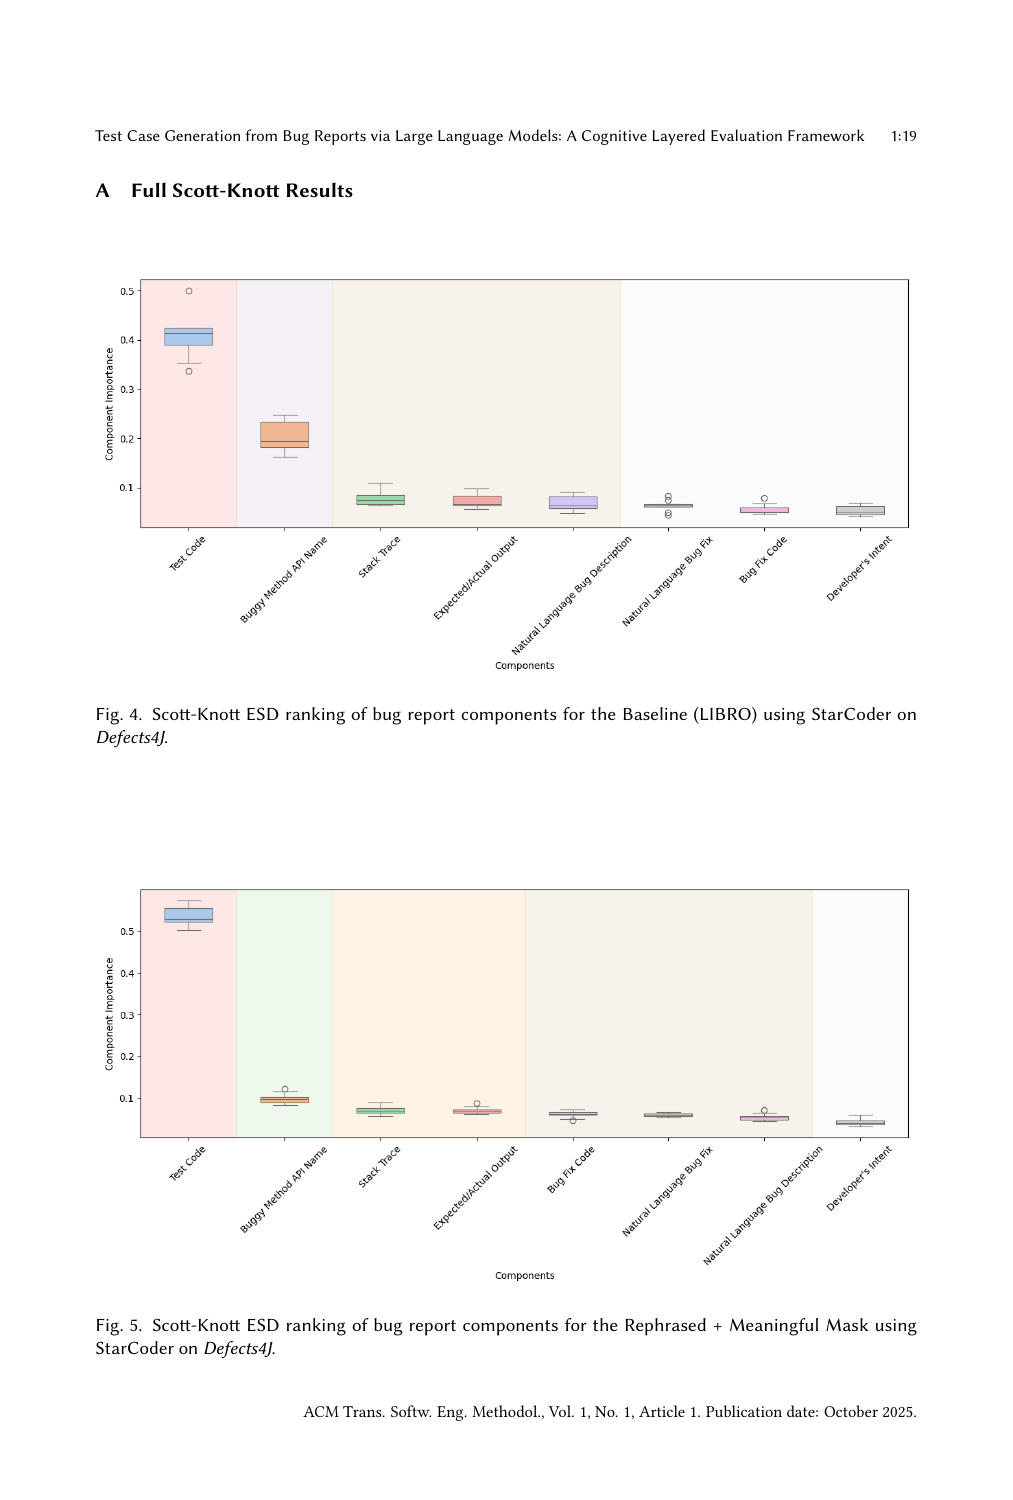 Test Case Generation from Bug Reports via Large Language Models: A Cognitive Layered Evaluation Framework 1:19
A Full Scott-Knott Results
0.5
0.4
0.3
0.2
0.1
Component Importance
Test Code
Buggy Method API Name
Stack Trace
Expected/Actual Output
Natural Language Bug Description
Natural Language Bug Fix
Bug Fix Code
Developer's Intent
Components
Fig. 4. Scott-Knott ESD ranking of bug report components for the Baseline (LIBRO) using StarCoder on
Defects4J.
0.5
0.4
0.3
0.2
0.1
Component Importance
Test Code
Buggy Method API Name
Stack Trace
Expected/Actual Output
Bug Fix Code
Natural Language Bug Fix
Natural Language Bug Description
Developer's Intent
Components
Fig. 5. Scott-Knott ESD ranking of bug report components for the Rephrased + Meaningful Mask using
StarCoder on Defects4J.
ACM Trans. Softw. Eng. Methodol., Vol. 1, No. 1, Article 1. Publication date: October 2025.